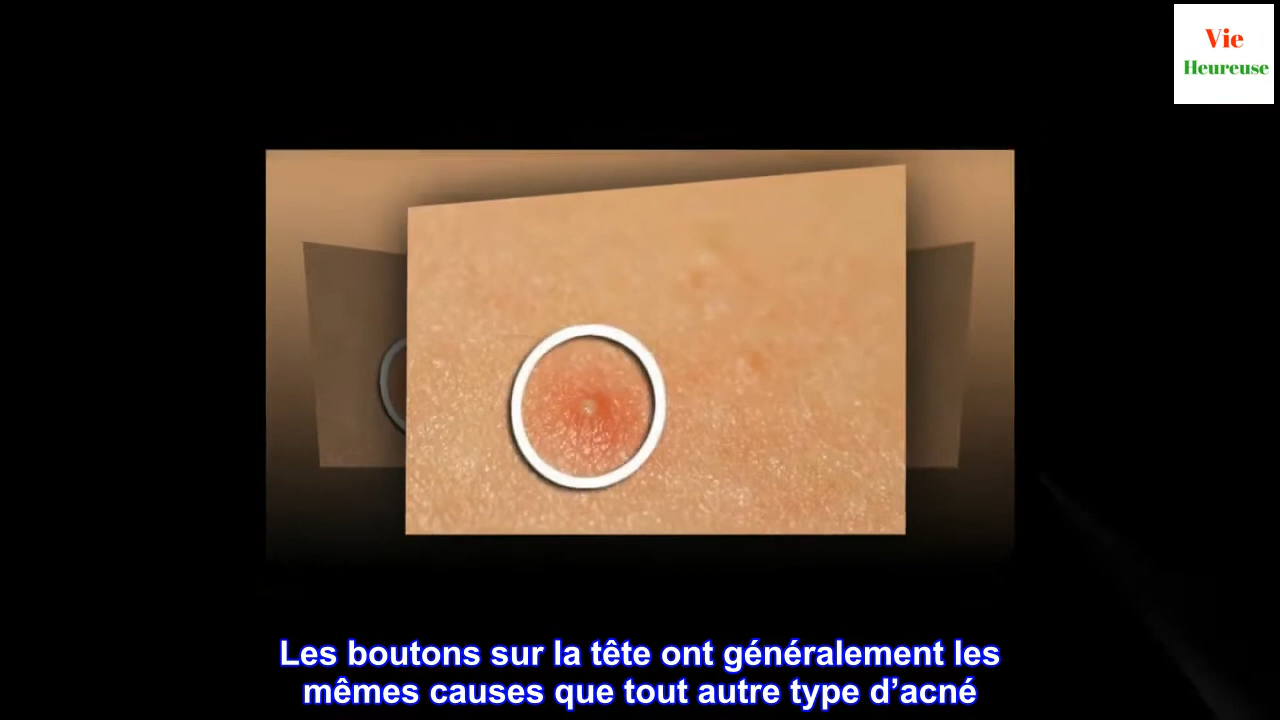 Vie
Heureuse
Les boutons sur la tête ont généralement les
mêmes causes que tout autre type d’acné